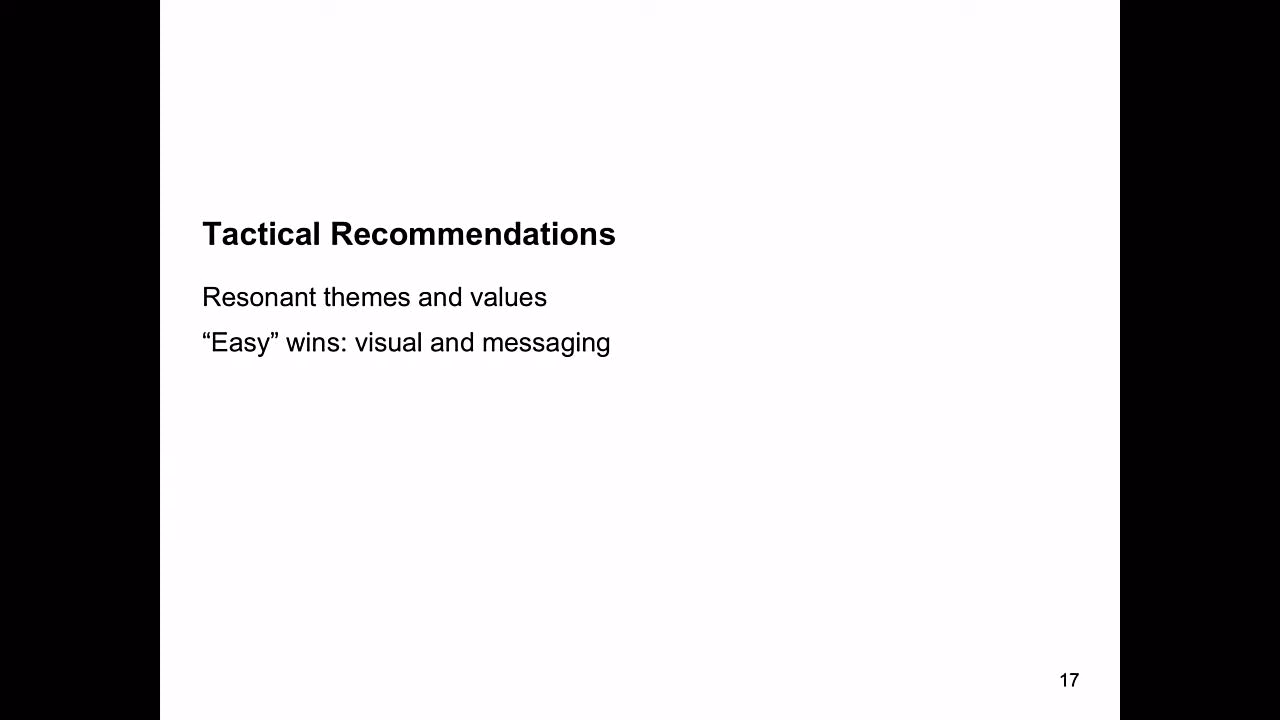 Tactical Recommendations
Resonant themes and values
“Easy” wins: visual and messaging
17